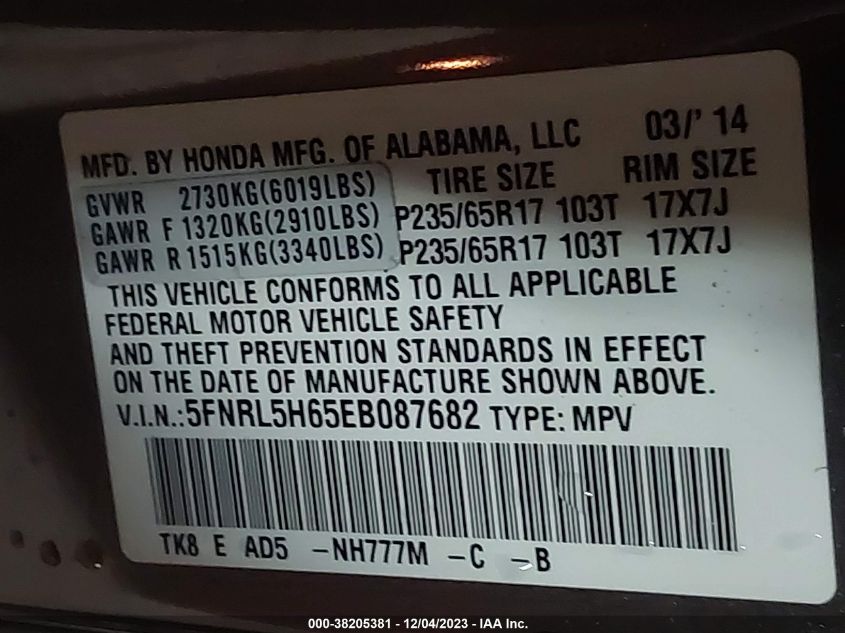 MFD. BY HONDA MFG. OF ALABAMA, LLC 03/' 14
GVWR 2730KG(6019LBS) TIRE SIZE RIM SIZE
GAWR F 1320KG(2910LBS) P235/65R17 103T 17X7J
GAWR R 1515KG(3340LBS) P235/65R17 103T 17X7J
THIS VEHICLE CONFORMS TO ALL APPLICABLE
FEDERAL MOTOR VEHICLE SAFETY
AND THEFT PREVENTION STANDARDS IN EFFECT
ON THE DATE OF MANUFACTURE SHOWN ABOVE.
V.I.N.:5FNRL5H65EB087682 TYPE: MPV
TK8 E AD5 -NH777M -C -B
000-38205381 - 12/04/2023 - IAA Inc.